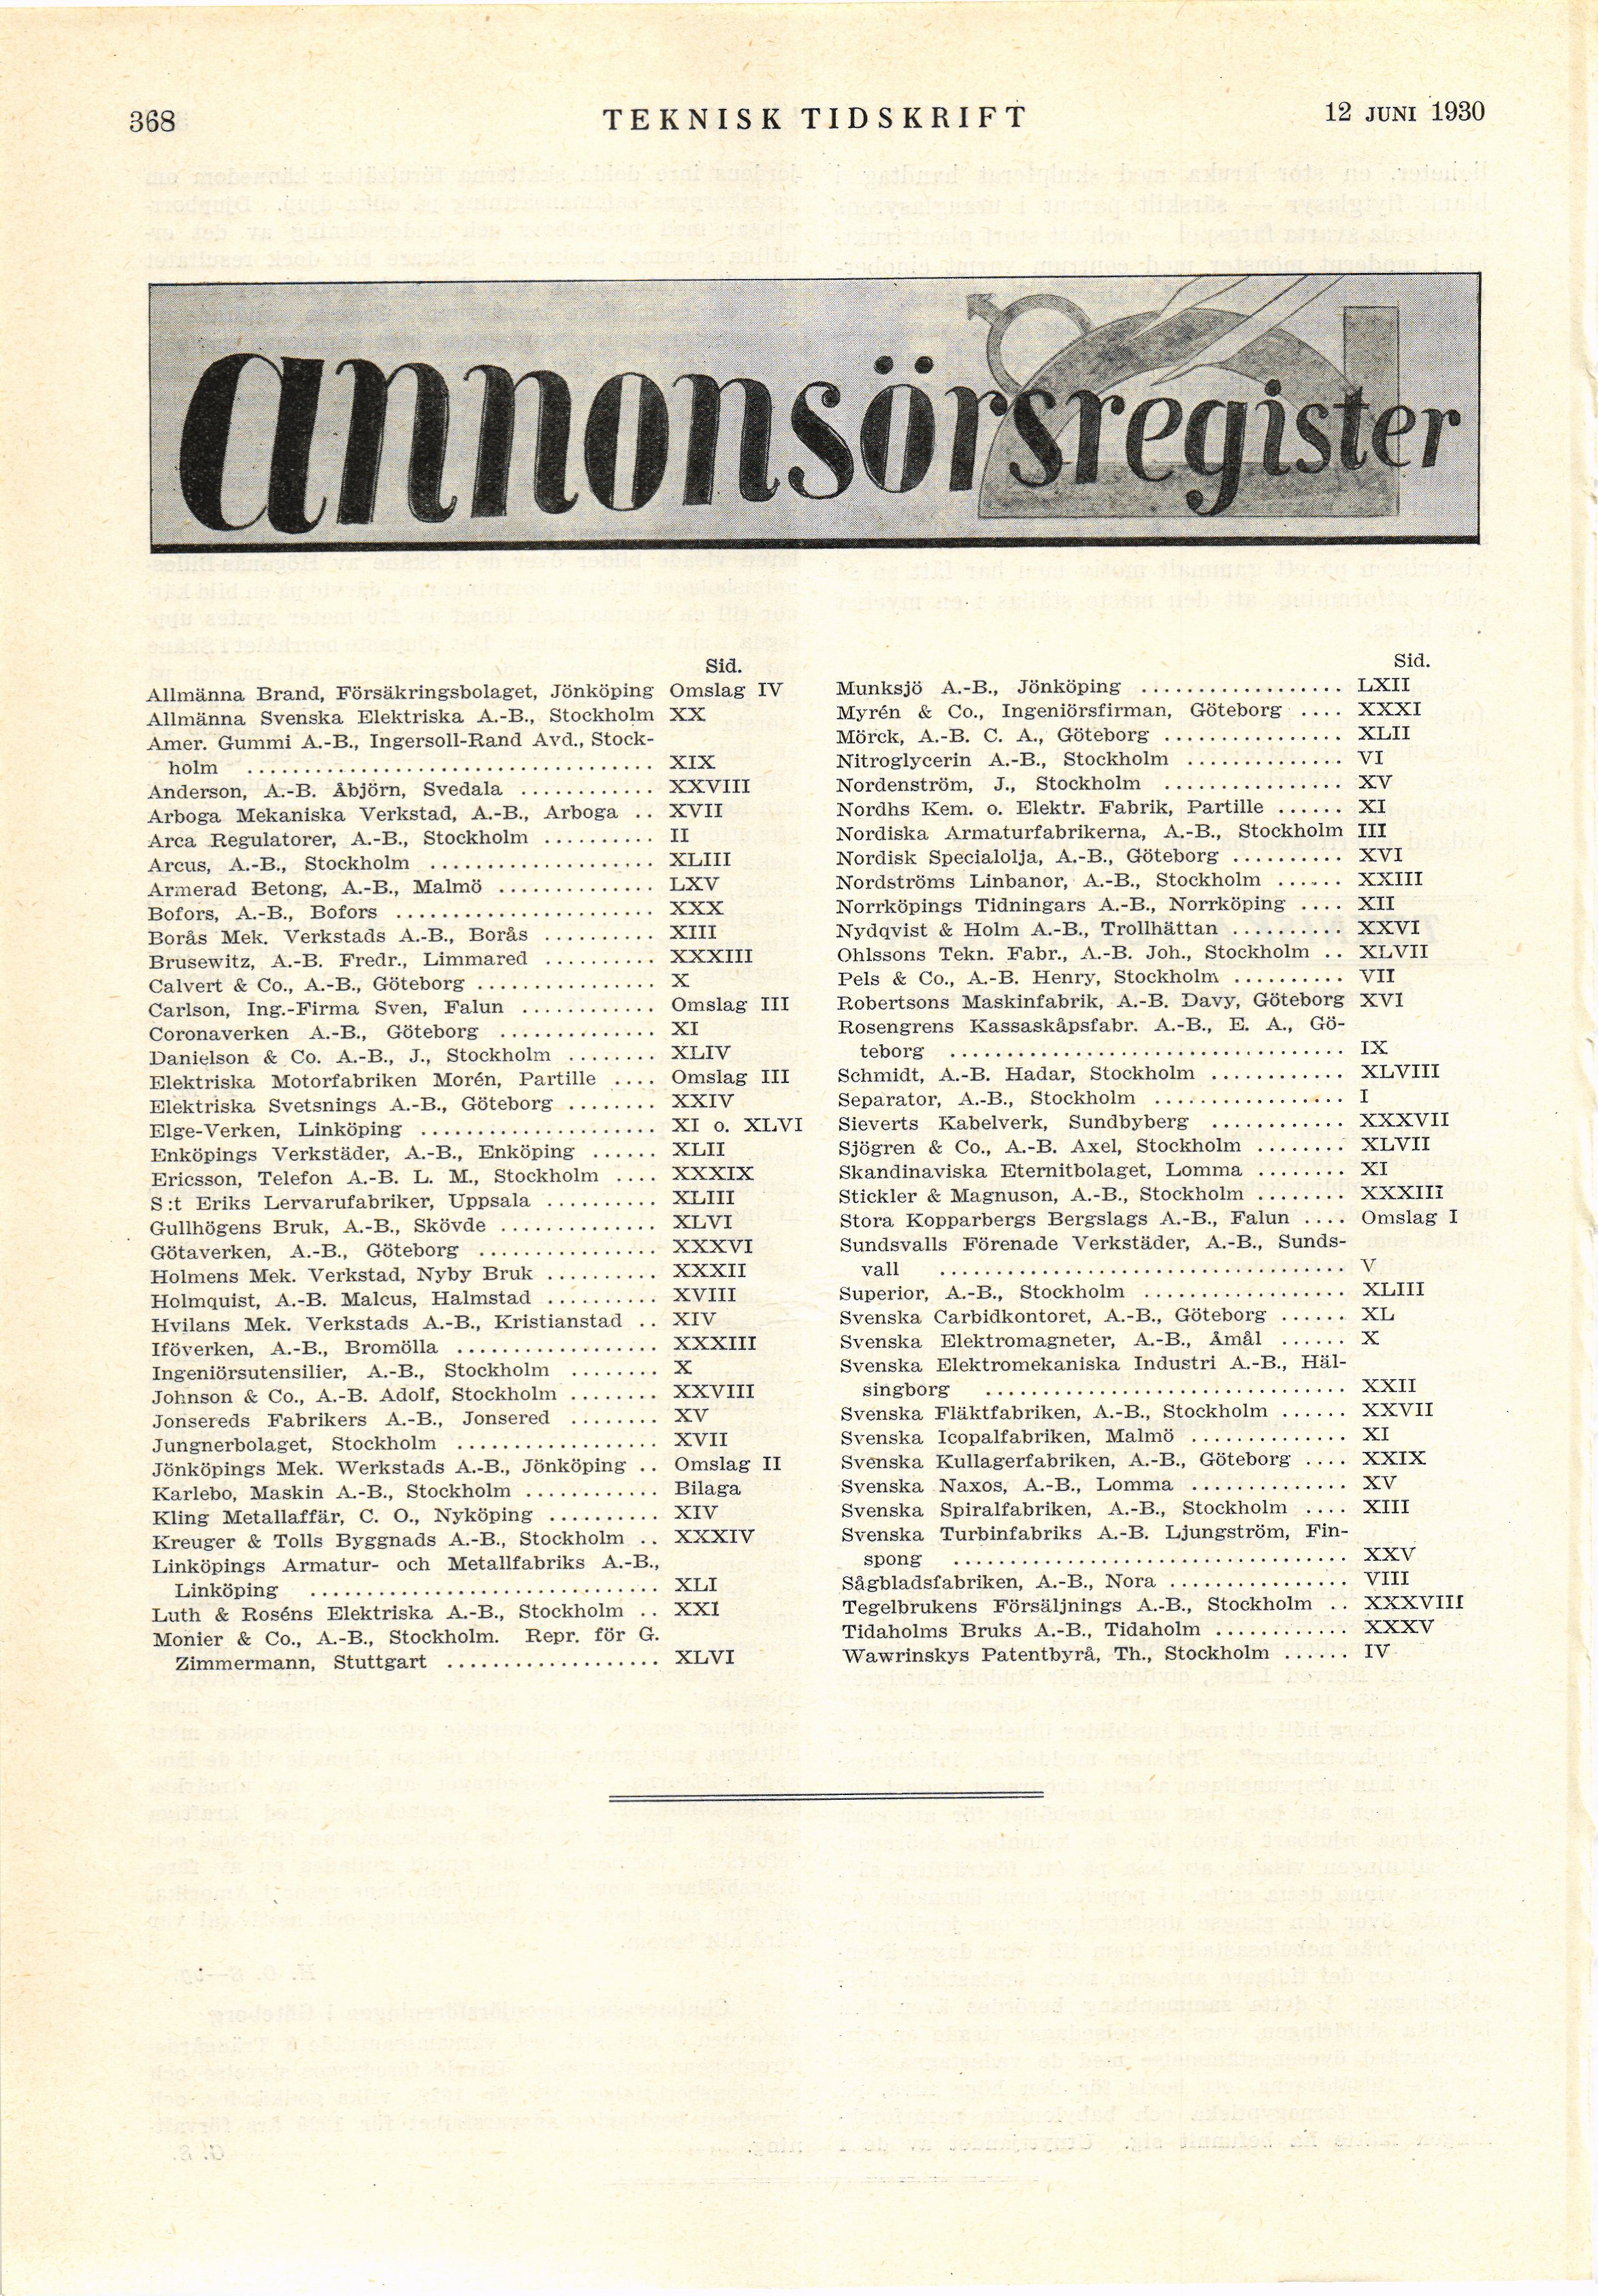 368
TEKNISK TIDSKRIFT
12 JUNI 1930
annonsörsregister
Sid.
Allmänna Brand, Försäkringsbolaget, Jönköping Omslag IV
Allmänna Svenska Elektriska A.-B., Stockholm XX
Amer. Gummi A.-B., Ingersoll-Rand Avd., Stock-
holm .................................... XIX
Anderson, A.-B. Åbjörn, Svedala ............ XXVIII
Arboga Mekaniska Verkstad, A.-B., Arboga .. XVII
Arca Regulatorer, A.-B., Stockholm .......... II
Arcus, A.-B., Stockholm .................... XLIII
Armerad Betong, A.-B., Malmö .............. LXV
Bofors, A.-B., Bofors ....................... XXX
Borås Mek. Verkstads A.-B., Borås .......... XIII
Brusewitz, A.-B. Fredr., Limmared .......... XXXIII
Calvert & Co., A.-B., Göteborg ................ X
Carlson, Ing.-Firma Sven, Falun ............ Omslag III
Coronaverken A.-B., Göteborg .............. XI
Danielson & Co. A.-B., J., Stockholm ........ XLIV
Elektriska Motorfabriken Morén, Partille .... Omslag III
Elektriska Svetsnings A.-B., Göteborg ........ XXIV
Elge-Verken, Linköping ..................... XI o. XLVI
Enköpings Verkstäder, A.-B., Enköping ...... XLII
Ericsson, Telefon A.-B. L. M., Stockholm .... XXXIX
S:t Eriks Lervarufabriker, Uppsala .......... XLIII
Gullhögens Bruk, A.-B., Skövde .............. XLVI
Götaverken, A.-B., Göteborg ................ XXXVI
Holmens Mek. Verkstad, Nyby Bruk .......... XXXII
Holmquist, A.-B. Malcus, Halmstad .......... XVIII
Hvilans Mek. Verkstads A.-B., Kristianstad .. XIV
Iföverken, A.-B., Bromölla .................. XXXIII
Ingeniörsutensilier, A.-B., Stockholm ........ X
Johnson & Co., A.-B. Adolf, Stockholm ........ XXVIII
Jonsereds Fabrikers A.-B., Jonsered ........ XV
Jungnerbolaget, Stockholm .................. XVII
Jönköpings Mek. Werkstads A.-B., Jönköping .. Omslag II
Karlebo, Maskin A.-B., Stockholm ............ Bilaga
Kling Metallaffär, C. O., Nyköping .......... XIV
Kreuger & Tolls Byggnads A.-B., Stockholm .. XXXIV
Linköpings Armatur- och Metallfabriks A.-B.,
Linköping ............................... XLI
Luth & Roséns Elektriska A.-B., Stockholm .. XXI
Monier & Co., A.-B., Stockholm. Repr. för G.
Zimmermann, Stuttgart ................... XLVI
Sid.
Munksjö A.-B., Jönköping .................. LXII
Myrén & Co., Ingeniörsfirman, Göteborg .... XXXI
Mörck, A.-B. C. A., Göteborg ................ XLII
Nitroglycerin A.-B., Stockholm .............. VI
Nordenström, J., Stockholm ................ XV
Nordhs Kem. o. Elektr. Fabrik, Partille ...... XI
Nordiska Armaturfabrikerna, A.-B., Stockholm III
Nordisk Specialolja, A.-B., Göteborg .......... XVI
Nordströms Linbanor, A.-B., Stockholm ...... XXIII
Norrköpings Tidningars A.-B., Norrköping .... XII
Nydqvist & Holm A.-B., Trollhättan .......... XXVI
Ohlssons Tekn. Fabr., A.-B. Joh., Stockholm .. XLVII
Pels & Co., A.-B. Henry, Stockholm .......... VII
Robertsons Maskinfabrik, A.-B. Davy, Göteborg XVI
Rosengrens Kassaskåpsfabr. A.-B., E. A., Gö-
teborg ................................... IX
Schmidt, A.-B. Hadar, Stockholm ............ XLVIII
Separator, A.-B., Stockholm ................. I
Sieverts Kabelverk, Sundbyberg ............ XXXVII
Sjögren & Co., A.-B. Axel, Stockholm ........ XLVII
Skandinaviska Eternitbolaget, Lomma ........ XI
Stickler & Magnuson, A.-B., Stockholm ........ XXXIII
Stora Kopparbergs Bergslags A.-B., Falun .... Omslag I
Sundsvalls Förenade Verkstäder, A.-B., Sunds-
vall .................................... V
Superior, A.-B., Stockholm .................. XLIII
Svenska Carbidkontoret, A.-B., Göteborg ...... XL
Svenska Elektromagneter, A.-B., Åmål ...... X
Svenska Elektromekaniska Industri A.-B., Häl-
singborg ................................ XXII
Svenska Fläktfabriken, A.-B., Stockholm ...... XXVII
Svenska Icopalfabriken, Malmö .............. XI
Svenska Kullagerfabriken, A.-B., Göteborg .... XXIX
Svenska Naxos, A.-B., Lomma .............. XV
Svenska Spiralfabriken, A.-B., Stockholm .... XIII
Svenska Turbinfabriks A.-B. Ljungström, Fin-
spong ................................... XXV
Sågbladsfabriken, A.-B., Nora ................ VIII
Tegelbrukens Försäljnings A.-B., Stockholm .. XXXVIII
Tidaholms Bruks A.-B., Tidaholm ............ XXXV
Wawrinskys Patentbyrå, Th., Stockholm ...... IV